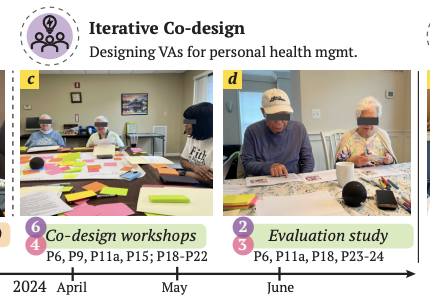 Iterative Co-design
Designing VAs for personal health mgmt.
c
d
6
4
Co-design workshops
2
3
Evaluation study
P6, P9, P11a, P15; P18-P22
P6, P11a, P18, P23-24
2024 April May June